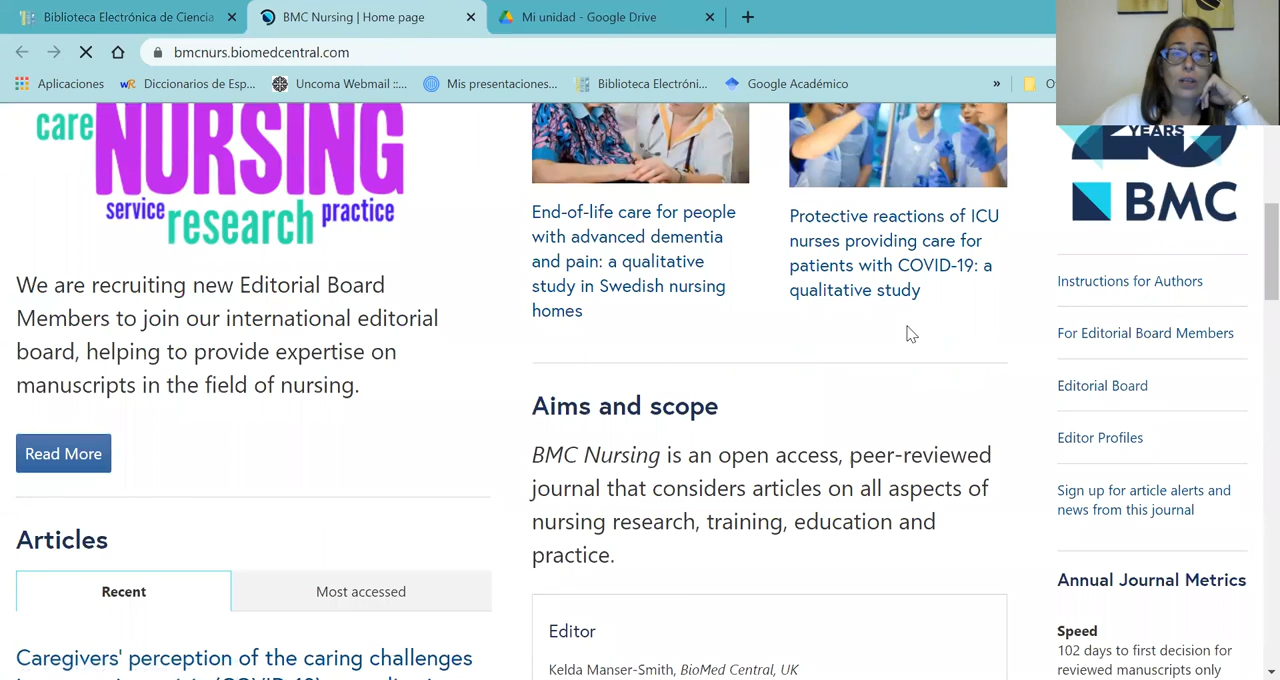 Biblioteca Electrónica de Ciencia
BMC Nursing | Home page
Mi unidad - Google Drive
bmcnurs.biomedcentral.com
Aplicaciones
Diccionarios de Esp...
Uncoma Webmail ::...
Mis presentaciones...
Biblioteca Electróni...
Google Académico
»
care
NURSING
service
research
practice
We are recruiting new Editorial Board
Members to join our international editorial
board, helping to provide expertise on
manuscripts in the field of nursing.
Read More
Articles
Recent
Most accessed
Caregivers' perception of the caring challenges
End-of-life care for people
with advanced dementia
and pain: a qualitative
study in Swedish nursing
homes
Protective reactions of ICU
nurses providing care for
patients with COVID-19: a
qualitative study
Aims and scope
BMC Nursing is an open access, peer-reviewed
journal that considers articles on all aspects of
nursing research, training, education and
practice.
Editor
Kelda Manser-Smith, BioMed Central, UK
YEARS
BMC
Instructions for Authors
For Editorial Board Members
Editorial Board
Editor Profiles
Sign up for article alerts and
news from this journal
Annual Journal Metrics
Speed
102 days to first decision for
reviewed manuscripts only